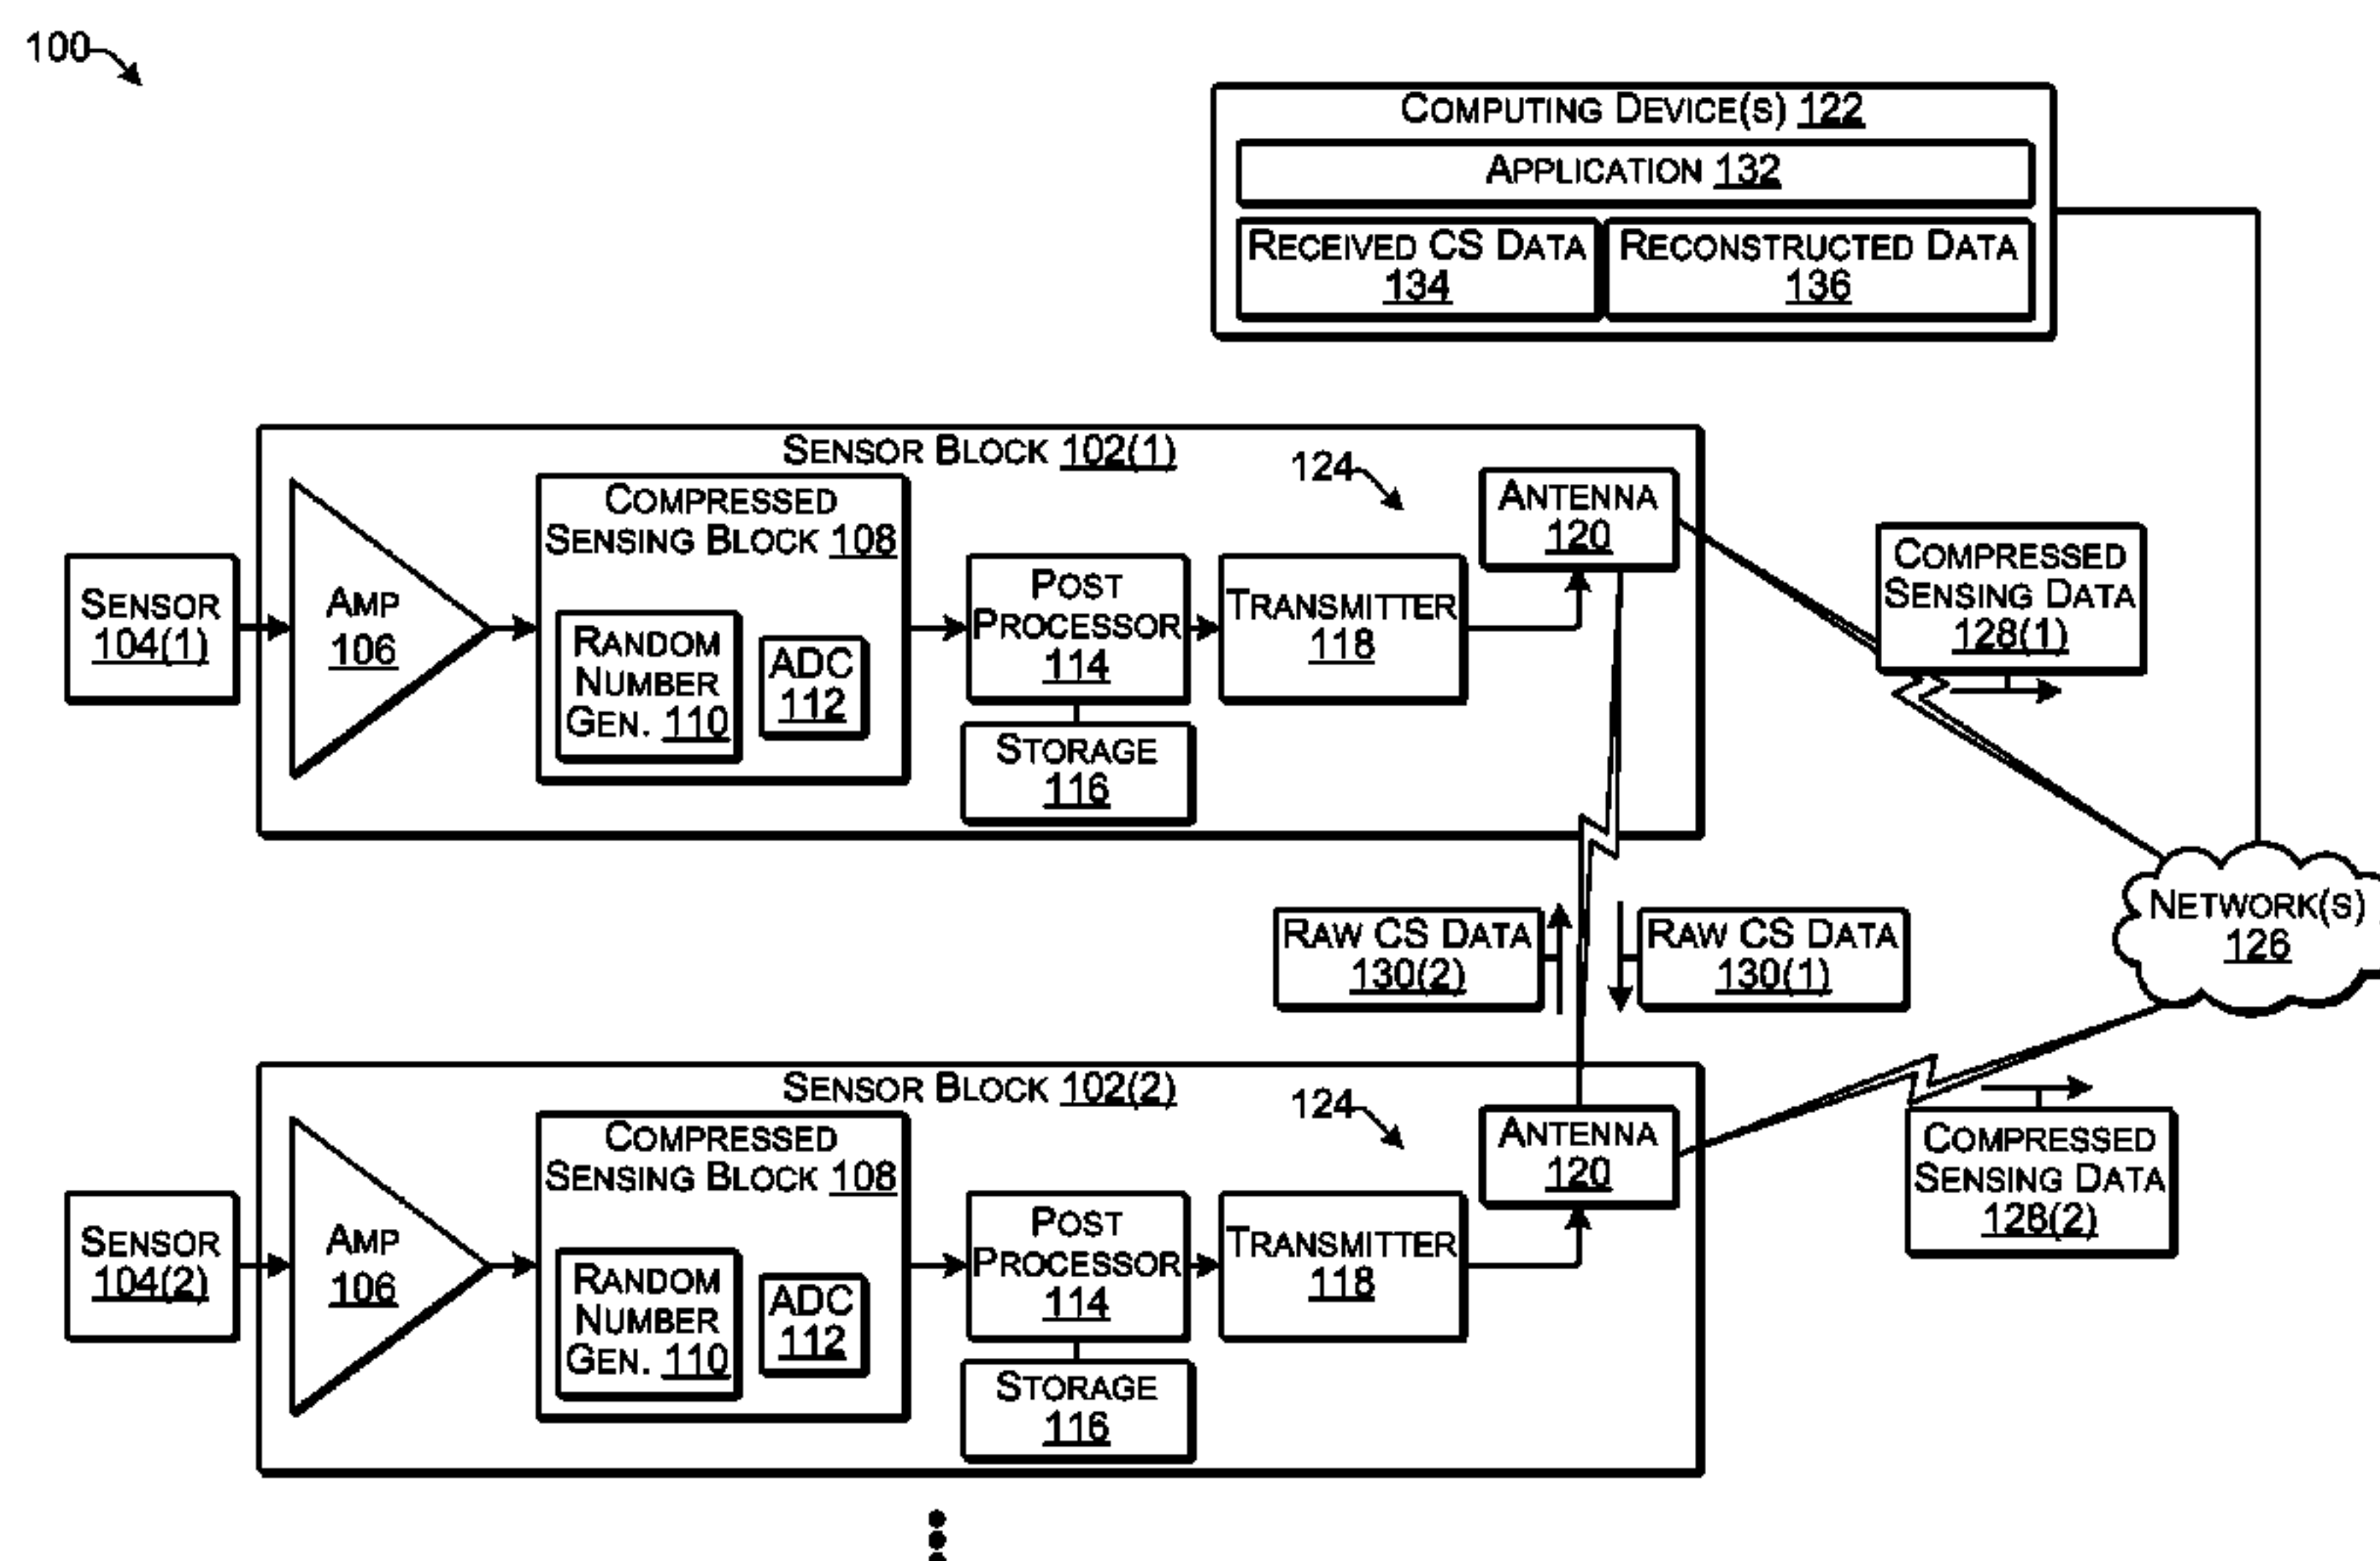 100
COMPUTING DEVICE(S) 122
APPLICATION 132
RECEIVED CS DATA
134
RECONSTRUCTED DATA
136
SENSOR BLOCK 102(1)
SENSOR
104(1)
AMP
106
COMPRESSED
SENSING BLOCK 108
RANDOM
NUMBER
GEN. 110
ADC
112
POST
PROCESSOR
114
STORAGE
116
TRANSMITTER
118
124
ANTENNA
120
COMPRESSED
SENSING DATA
128(1)
RAW CS DATA
130(2)
RAW CS DATA
130(1)
NETWORK(S)
126
SENSOR BLOCK 102(2)
SENSOR
104(2)
AMP
106
COMPRESSED
SENSING BLOCK 108
RANDOM
NUMBER
GEN. 110
ADC
112
POST
PROCESSOR
114
STORAGE
116
TRANSMITTER
118
124
ANTENNA
120
COMPRESSED
SENSING DATA
128(2)